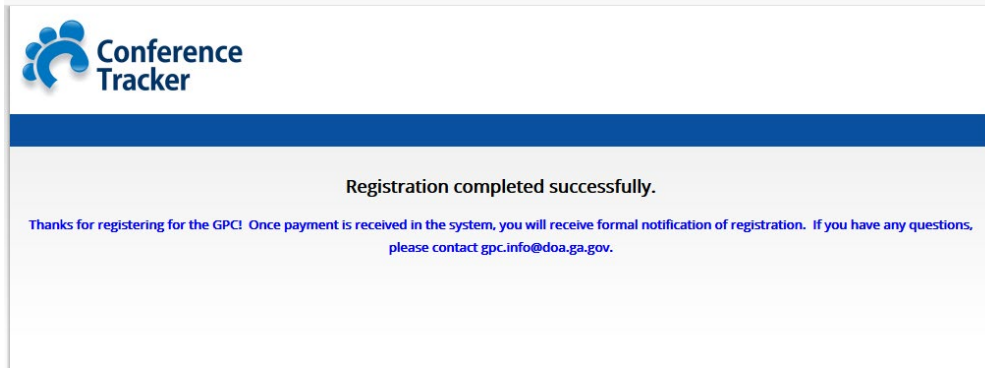 Conference
Tracker
Registration completed successfully.
Thanks for registering for the GPC!  Once payment is received in the system, you will receive formal notification of registration.  If you have any questions,
please contact gpc.info@doa.ga.gov.